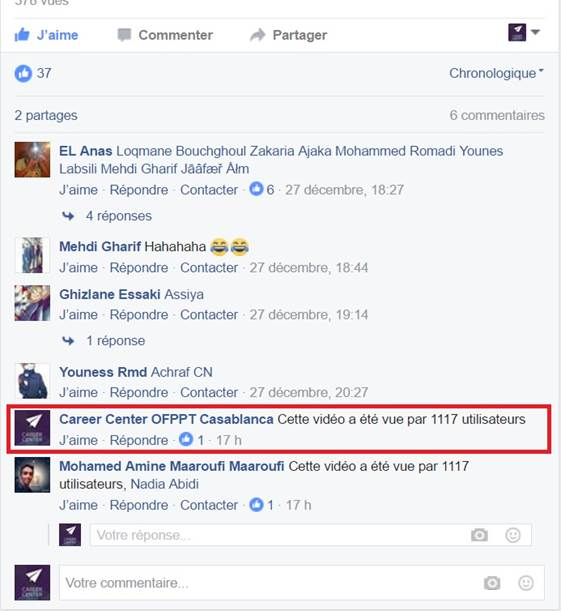 378 vues
J'aime Commenter Partager
37 Chronologique
2 partages 6 commentaires
EL Anas Loqmane Bouchghoul Zakaria Ajaka Mohammed Romadi Younes
Labsili Mehdi Gharif Jââfæř Âlm
J'aime · Répondre · Contacter · 6 · 27 décembre, 18:27
4 réponses
Mehdi Gharif Hahahaha 😂😂
J'aime · Répondre · Contacter · 27 décembre, 18:44
Ghizlane Essaki Assiya
J'aime · Répondre · Contacter · 27 décembre, 19:14
1 réponse
Youness Rmd Achraf CN
J'aime · Répondre · Contacter · 27 décembre, 20:27
CAREER CENTER
Career Center OFPPT Casablanca Cette vidéo a été vue par 1117 utilisateurs
J'aime · Répondre · 1 · 17 h
Mohamed Amine Maaroufi Maaroufi Cette vidéo a été vue par 1117
utilisateurs, Nadia Abidi
J'aime · Répondre · Contacter · 1 · 17 h
Votre réponse...
CAREER CENTER
Votre commentaire...